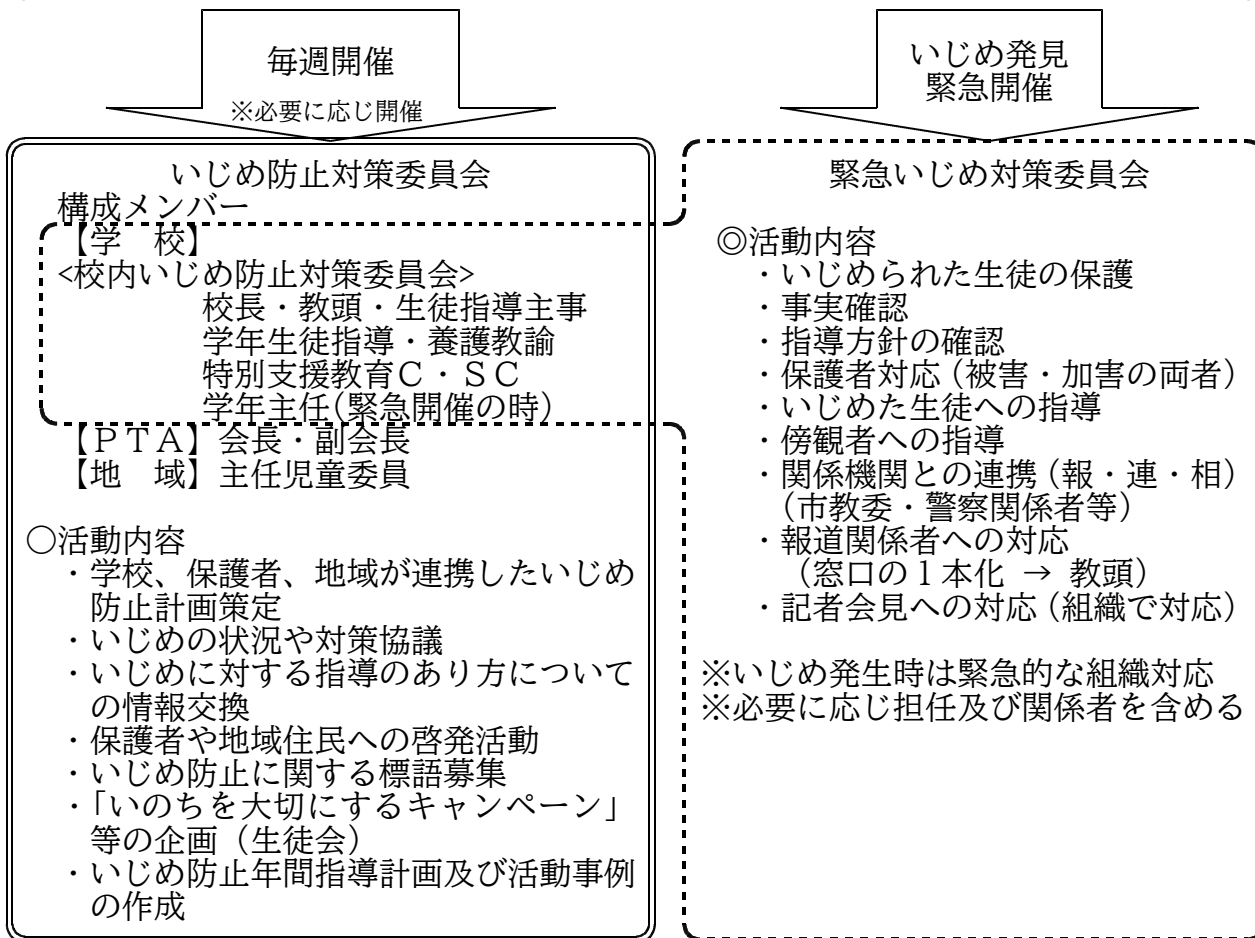 毎週開催
※必要に応じ開催
いじめ防止対策委員会
構成メンバー
【学　校】
<校内いじめ防止対策委員会>
校長・教頭・生徒指導主事
学年生徒指導・養護教諭
特別支援教育Ｃ・ＳＣ
学年主任(緊急開催の時)
【ＰＴＡ】会長・副会長
【地　域】主任児童委員
○活動内容
・学校、保護者、地域が連携したいじめ
防止計画策定
・いじめの状況や対策協議
・いじめに対する指導のあり方について
の情報交換
・保護者や地域住民への啓発活動
・いじめ防止に関する標語募集
・「いのちを大切にするキャンペーン」
等の企画（生徒会）
・いじめ防止年間指導計画及び活動事例
の作成
いじめ発見
緊急開催
緊急いじめ対策委員会
◎活動内容
・いじめられた生徒の保護
・事実確認
・指導方針の確認
・保護者対応（被害・加害の両者）
・いじめた生徒への指導
・傍観者への指導
・関係機関との連携（報・連・相）
（市教委・警察関係者等）
・報道関係者への対応
（窓口の１本化 → 教頭）
・記者会見への対応（組織で対応）
※いじめ発生時は緊急的な組織対応
※必要に応じ担任及び関係者を含める